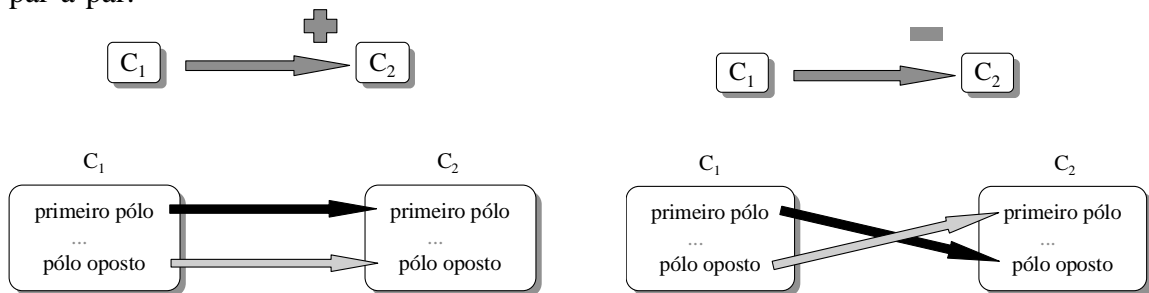 par a par.
C₁ C₂
C₁ C₂
C₁ C₂
primeiro pólo primeiro pólo
... ...
pólo oposto pólo oposto
C₁ C₂
primeiro pólo primeiro pólo
... ...
pólo oposto pólo oposto